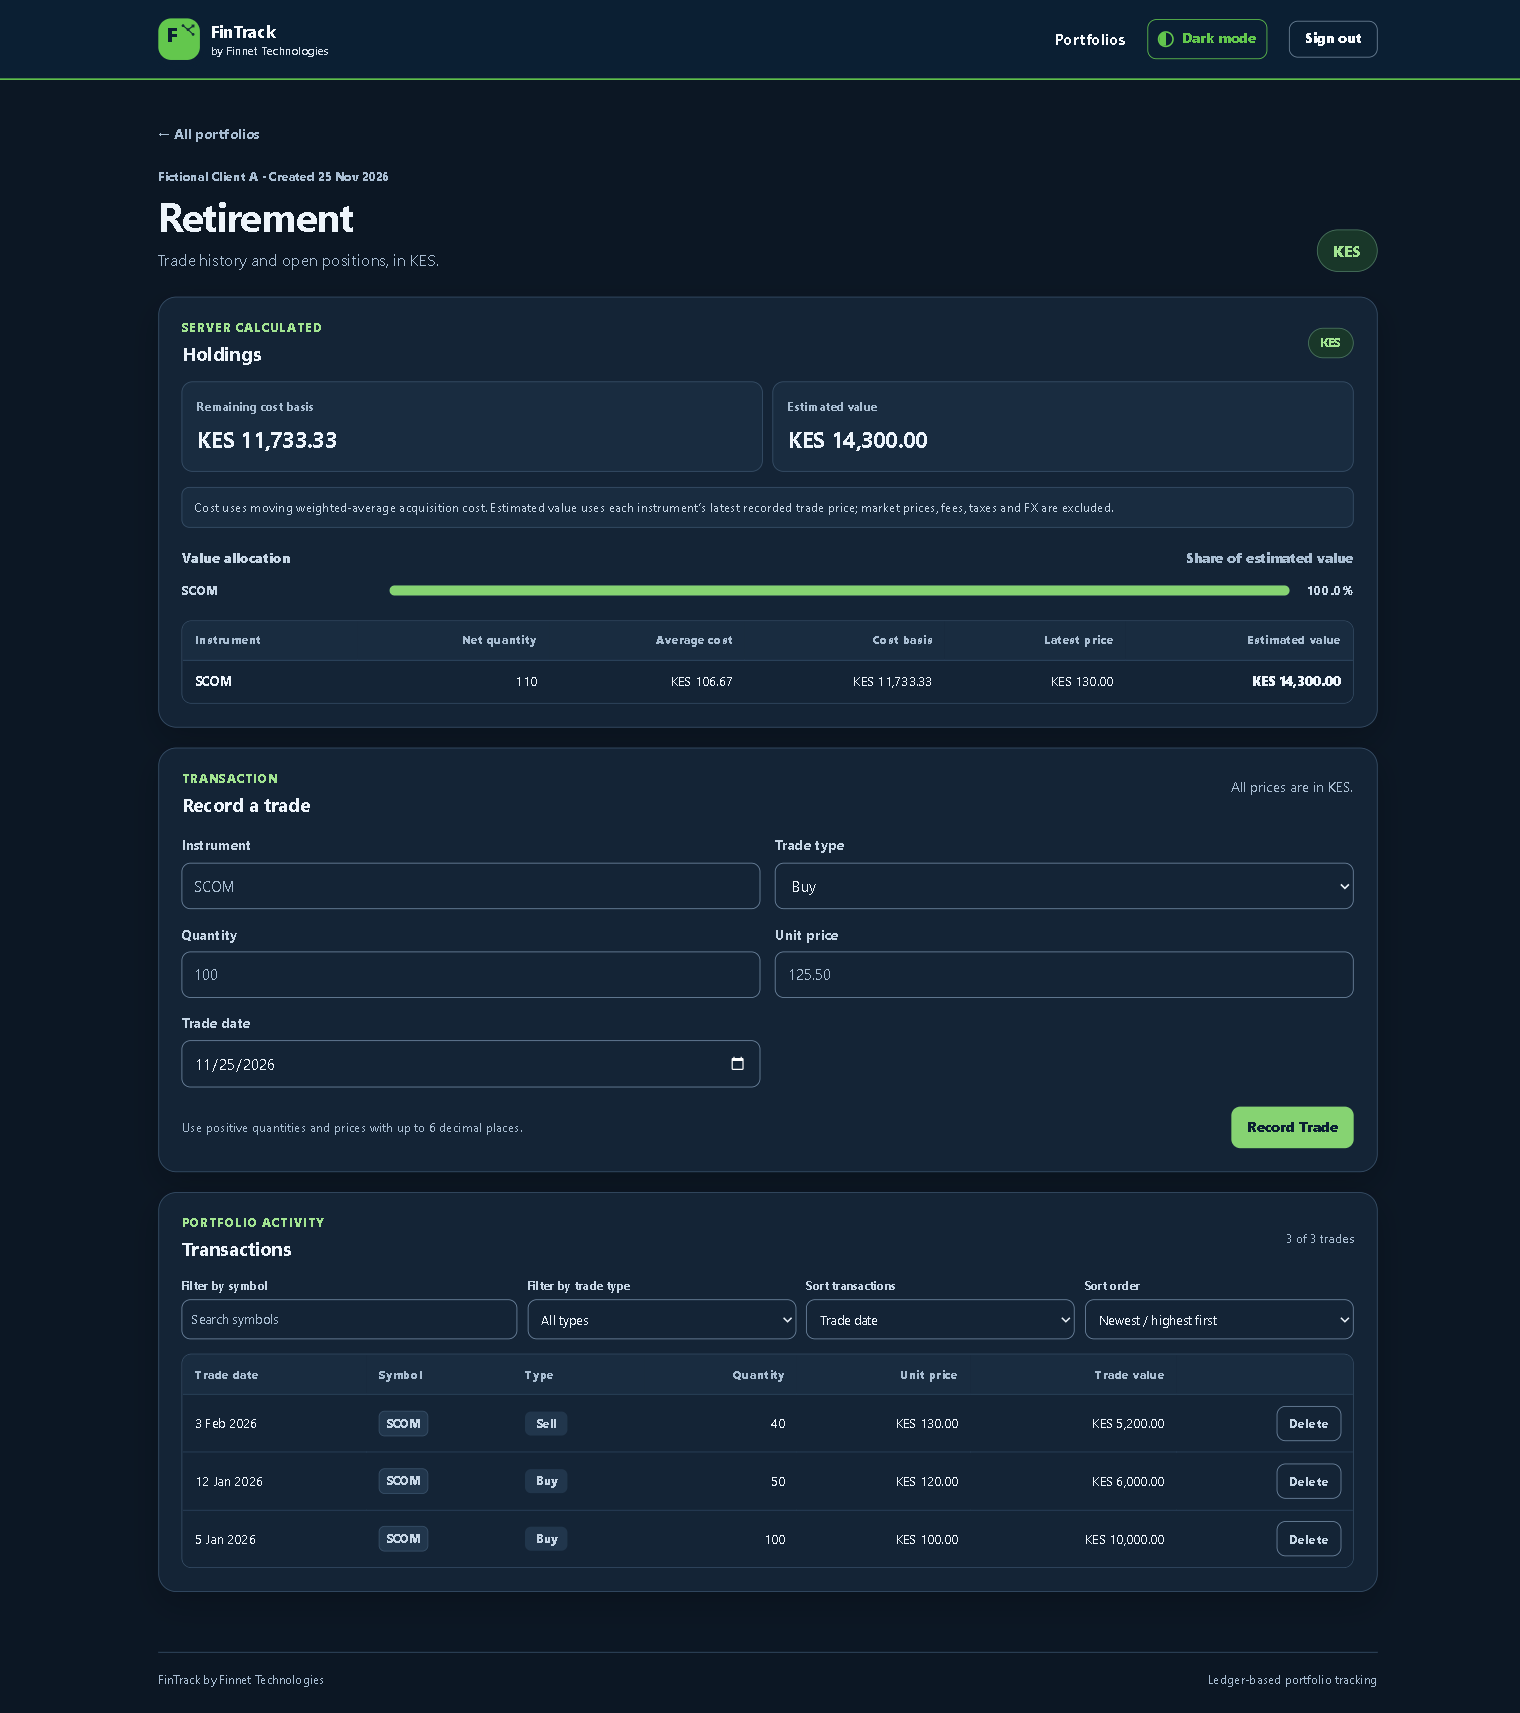 F
FinTrack
by Finnet Technologies
Portfolios
Dark mode
Sign out
← All portfolios
Fictional Client A · Created 25 Nov 2026
Retirement
Trade history and open positions, in KES.
KES
SERVER CALCULATED
Holdings
KES
Remaining cost basis
KES 11,733.33
Estimated value
KES 14,300.00
Cost uses moving weighted-average acquisition cost. Estimated value uses each instrument's latest recorded trade price; market prices, fees, taxes and FX are excluded.
Value allocation
Share of estimated value
SCOM
100.0%
Instrument Net quantity Average cost Cost basis Latest price Estimated value
SCOM 110 KES 106.67 KES 11,733.33 KES 130.00 KES 14,300.00
TRANSACTION
Record a trade
All prices are in KES.
Instrument
SCOM
Trade type
Buy
Quantity
100
Unit price
125.50
Trade date
11/25/2026
Use positive quantities and prices with up to 6 decimal places.
Record Trade
PORTFOLIO ACTIVITY
Transactions
3 of 3 trades
Filter by symbol
Search symbols
Filter by trade type
All types
Sort transactions
Trade date
Sort order
Newest / highest first
Trade date Symbol Type Quantity Unit price Trade value
3 Feb 2026 SCOM Sell 40 KES 130.00 KES 5,200.00 Delete
12 Jan 2026 SCOM Buy 50 KES 120.00 KES 6,000.00 Delete
5 Jan 2026 SCOM Buy 100 KES 100.00 KES 10,000.00 Delete
FinTrack by Finnet Technologies
Ledger-based portfolio tracking